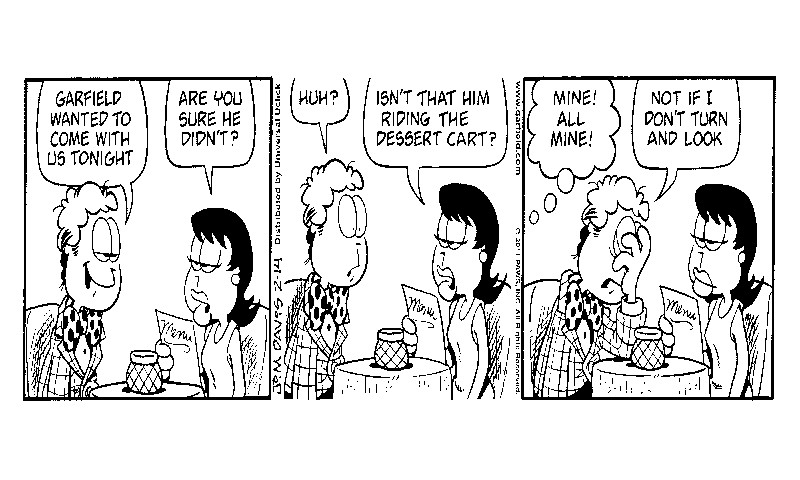 GARFIELD
WANTED TO
COME WITH
US TONIGHT
ARE YOU
SURE HE
DIDN'T?
Menu
JIM DAVIS 2-14
Distributed by Universal Uclick
HUH?
ISN'T THAT HIM
RIDING THE
DESSERT CART?
Menu
www.garfield.com
MINE!
ALL
MINE!
NOT IF I
DON'T TURN
AND LOOK
Menu